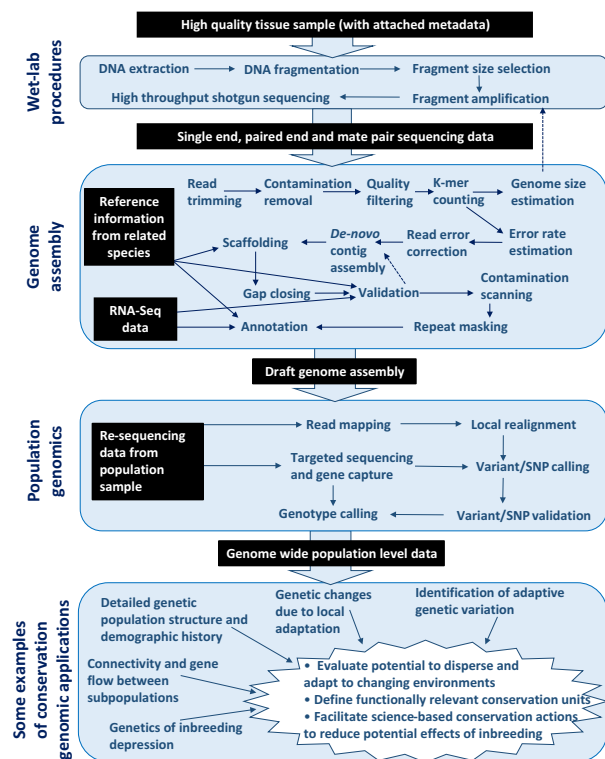 High quality tissue sample (with attached metadata)
Wet-lab
procedures
DNA extraction
DNA fragmentation
Fragment size selection
High throughput shotgun sequencing
Fragment amplification
Single end, paired end and mate pair sequencing data
Genome
assembly
Reference
information
from related
species
Read
trimming
Contamination
removal
Quality
filtering
K-mer
counting
Genome size
estimation
Scaffolding
De-novo
contig
assembly
Read error
correction
Error rate
estimation
Gap closing
Validation
Contamination
scanning
RNA-Seq
data
Annotation
Repeat masking
Draft genome assembly
Population
genomics
Re-sequencing
data from
population
sample
Read mapping
Local realignment
Targeted sequencing
and gene capture
Variant/SNP calling
Genotype calling
Variant/SNP validation
Genome wide population level data
Some examples
of conservation
genomic applications
Detailed genetic
population structure and
demographic history
Genetic changes
due to local
adaptation
Identification of adaptive
genetic variation
Connectivity and gene
flow between
subpopulations
Genetics of inbreeding
depression
• Evaluate potential to disperse and
adapt to changing environments
• Define functionally relevant conservation units
• Facilitate science-based conservation actions
to reduce potential effects of inbreeding